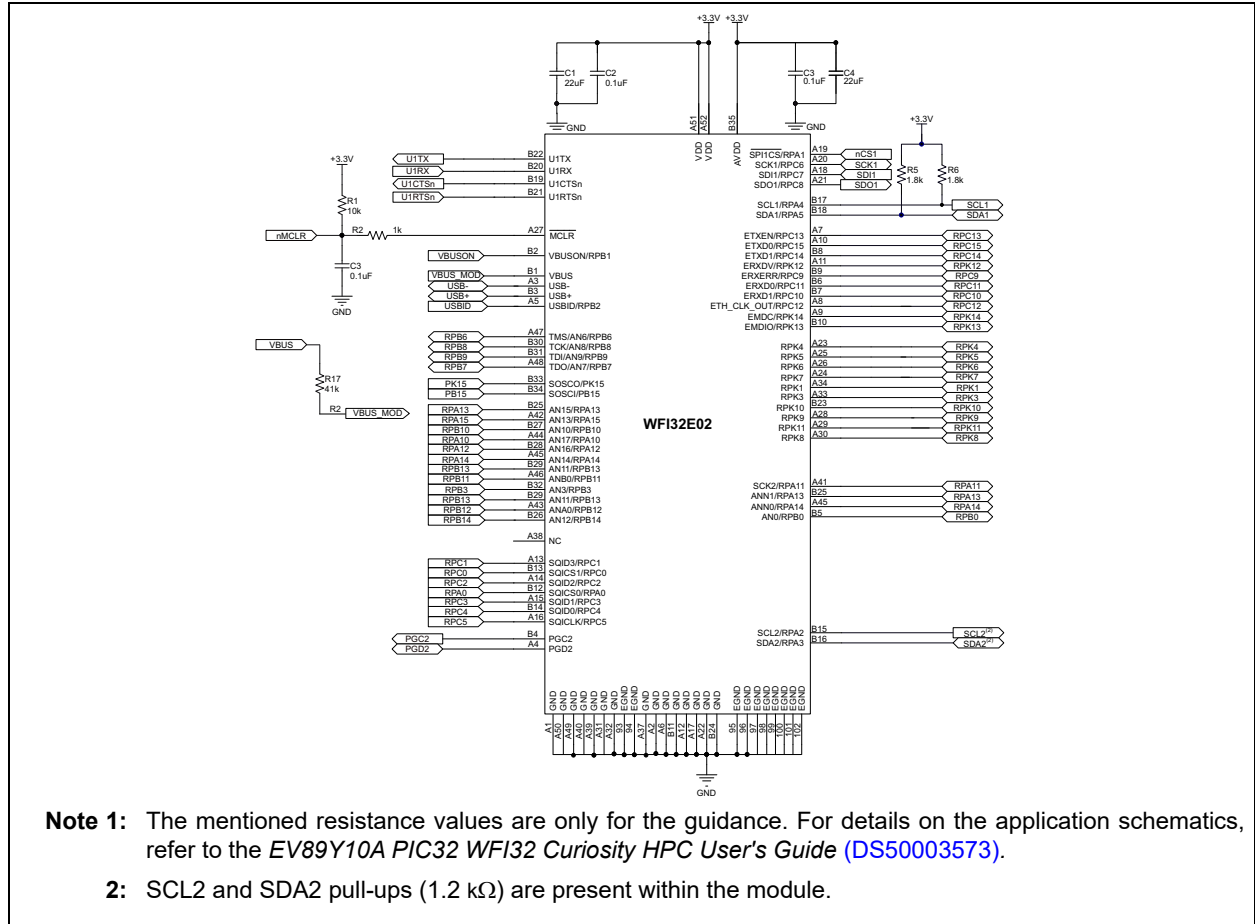 +3.3V +3.3V
C1 22uF
C2 0.1uF
C3 0.1uF
C4 22uF
GND GND
A51 A52 B35
VDD VDD AVDD
+3.3V
R5 1.8k
R6 1.8k
+3.3V
R1 10k
nMCLR R2 1k
C3 0.1uF
GND
VBUS
R17 41k
R2 VBUS_MOD
U1TX B22 U1TX
U1RX B20 U1RX
U1CTSn B19 U1CTSn
U1RTSn B21 U1RTSn
A27 MCLR
VBUSON B2 VBUSON/RPB1
VBUS_MOD B1 VBUS
USB- A3 USB-
USB+ B3 USB+
USBID A5 USBID/RPB2
RPB6 A47 TMS/AN6/RPB6
RPB8 B30 TCK/AN8/RPB8
RPB9 B31 TDI/AN9/RPB9
RPB7 A48 TDO/AN7/RPB7
PK15 B33 SOSCO/PK15
PB15 B34 SOSCI/PB15
RPA13 B25 AN15/RPA13
RPA15 A42 AN13/RPA15
RPB10 B27 AN10/RPB10
RPA10 A44 AN17/RPA10
RPA12 B28 AN16/RPA12
RPA14 A45 AN14/RPA14
RPB13 B29 AN11/RPB13
RPB11 A46 ANB0/RPB11
RPB3 B32 AN3/RPB3
RPB13 B29 AN11/RPB13
RPB12 A43 ANA0/RPB12
RPB14 B26 AN12/RPB14
A38 NC
RPC1 A13 SQID3/RPC1
RPC0 B13 SQICS1/RPC0
RPC2 A14 SQID2/RPC2
RPA0 B12 SQICS0/RPA0
RPC3 A15 SQID1/RPC3
RPC4 B14 SQID0/RPC4
RPC5 A16 SQICLK/RPC5
PGC2 B4 PGC2
PGD2 A4 PGD2
WFI32E02
SPI1CS/RPA1 A19 nCS1
SCK1/RPC6 A20 SCK1
SDI1/RPC7 A18 SDI1
SDO1/RPC8 A21 SDO1
SCL1/RPA4 B17 SCL1
SDA1/RPA5 B18 SDA1
ETXEN/RPC13 A7 RPC13
ETXD0/RPC15 A10 RPC15
ETXD1/RPC14 B8 RPC14
ERXDV/RPK12 A11 RPK12
ERXERR/RPC9 B9 RPC9
ERXD0/RPC11 B6 RPC11
ERXD1/RPC10 B7 RPC10
ETH_CLK_OUT/RPC12 A8 RPC12
EMDC/RPK14 A9 RPK14
EMDIO/RPK13 B10 RPK13
RPK4 A23 RPK4
RPK5 A25 RPK5
RPK6 A26 RPK6
RPK7 A24 RPK7
RPK1 A34 RPK1
RPK3 A33 RPK3
RPK10 B23 RPK10
RPK9 A28 RPK9
RPK11 A29 RPK11
RPK8 A30 RPK8
SCK2/RPA11 A41 RPA11
ANN1/RPA13 B25 RPA13
ANN0/RPA14 A45 RPA14
AN0/RPB0 B5 RPB0
SCL2/RPA2 B15 SCL2(2)
SDA2/RPA3 B16 SDA2(2)
GND GND GND GND GND GND GND EGND EGND GND GND GND GND GND GND GND GND EGND EGND EGND EGND EGND EGND EGND EGND
A1 A50 A49 A40 A39 A31 A32 93 94 A37 A2 A6 B11 A12 A17 A22 B24 95 96 97 98 99 100 101 102
GND
Note 1: The mentioned resistance values are only for the guidance. For details on the application schematics,
refer to the EV89Y10A PIC32 WFI32 Curiosity HPC User's Guide (DS50003573).
2: SCL2 and SDA2 pull-ups (1.2 kΩ) are present within the module.